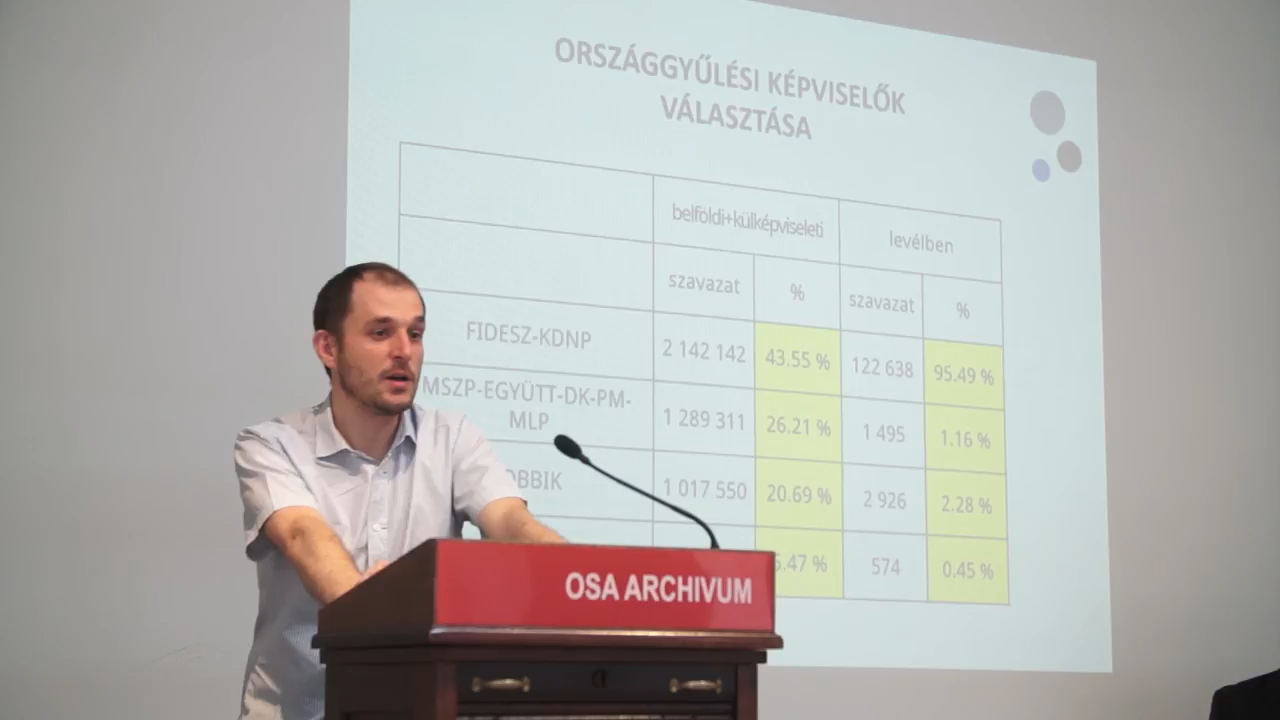 ORSZÁGGYŰLÉSI KÉPVISELŐK
VÁLASZTÁSA
belföldi+külképviseleti levélben
szavazat % szavazat %
FIDESZ-KDNP 2 142 142 43.55 % 122 638 95.49 %
MSZP-EGYÜTT-DK-PM-
MLP 1 289 311 26.21 % 1 495 1.16 %
OBBIK 1 017 550 20.69 % 2 926 2.28 %
.47 % 574 0.45 %
OSA ARCHIVUM